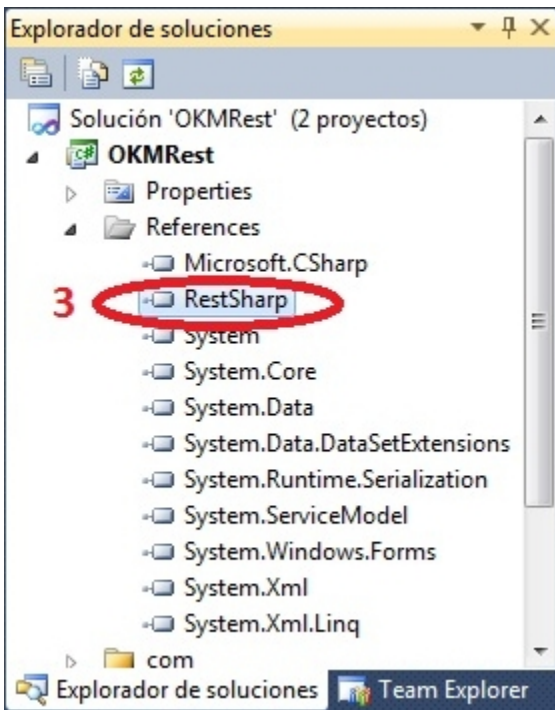 Explorador de soluciones
Solución 'OKMRest' (2 proyectos)
OKMRest
Properties
References
Microsoft.CSharp
3 RestSharp
System
System.Core
System.Data
System.Data.DataSetExtensions
System.Runtime.Serialization
System.ServiceModel
System.Windows.Forms
System.Xml
System.Xml.Linq
com
Explorador de soluciones Team Explorer